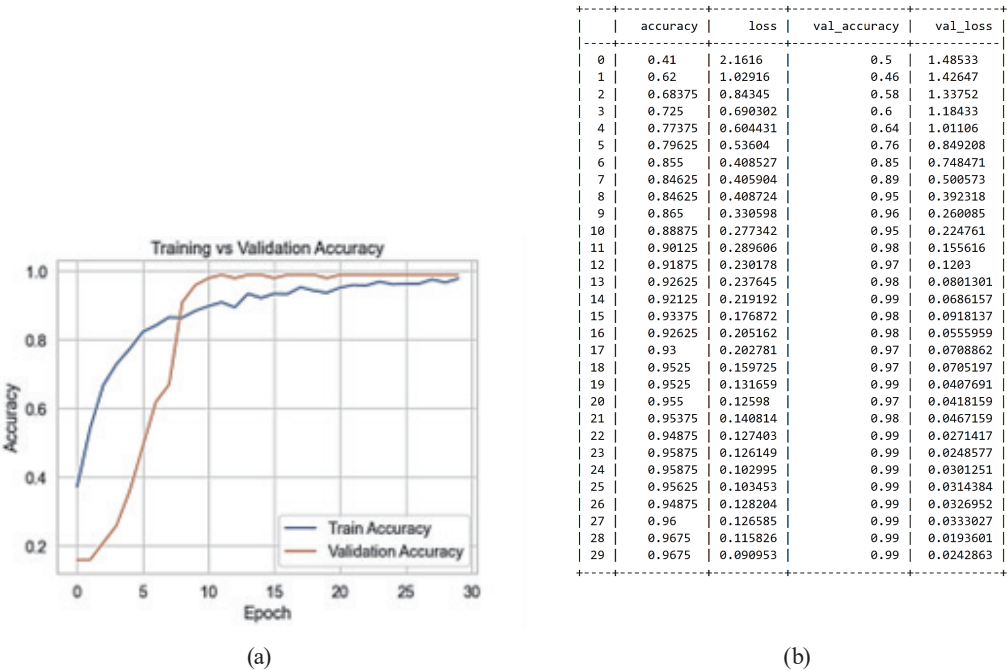 Training vs Validation Accuracy
1.0
0.8
0.6
0.4
0.2
Accuracy
Train Accuracy
Validation Accuracy
0 5 10 15 20 25 30
Epoch
(a)
accuracy loss val_accuracy val_loss
0 0.41 2.1616 0.5 1.48533
1 0.62 1.02916 0.46 1.42647
2 0.68375 0.84345 0.58 1.33752
3 0.725 0.690302 0.6 1.18433
4 0.77375 0.604431 0.64 1.01106
5 0.79625 0.53604 0.76 0.849208
6 0.855 0.408527 0.85 0.748471
7 0.84625 0.405904 0.89 0.500573
8 0.84625 0.408724 0.95 0.392318
9 0.865 0.330598 0.96 0.260085
10 0.88875 0.277342 0.95 0.224761
11 0.90125 0.289606 0.98 0.155616
12 0.91875 0.230178 0.97 0.1203
13 0.92625 0.237645 0.98 0.0801301
14 0.92125 0.219192 0.99 0.0686157
15 0.93375 0.176872 0.98 0.0918137
16 0.92625 0.205162 0.98 0.0555959
17 0.93 0.202781 0.97 0.0708862
18 0.9525 0.159725 0.97 0.0705197
19 0.9525 0.131659 0.99 0.0407691
20 0.955 0.12598 0.97 0.0418159
21 0.95375 0.140814 0.98 0.0467159
22 0.94875 0.127403 0.99 0.0271417
23 0.95875 0.126149 0.99 0.0248577
24 0.95875 0.102995 0.99 0.0301251
25 0.95625 0.103453 0.99 0.0314384
26 0.94875 0.128204 0.99 0.0326952
27 0.96 0.126585 0.99 0.0333027
28 0.9675 0.115826 0.99 0.0193601
29 0.9675 0.090953 0.99 0.0242863
(b)